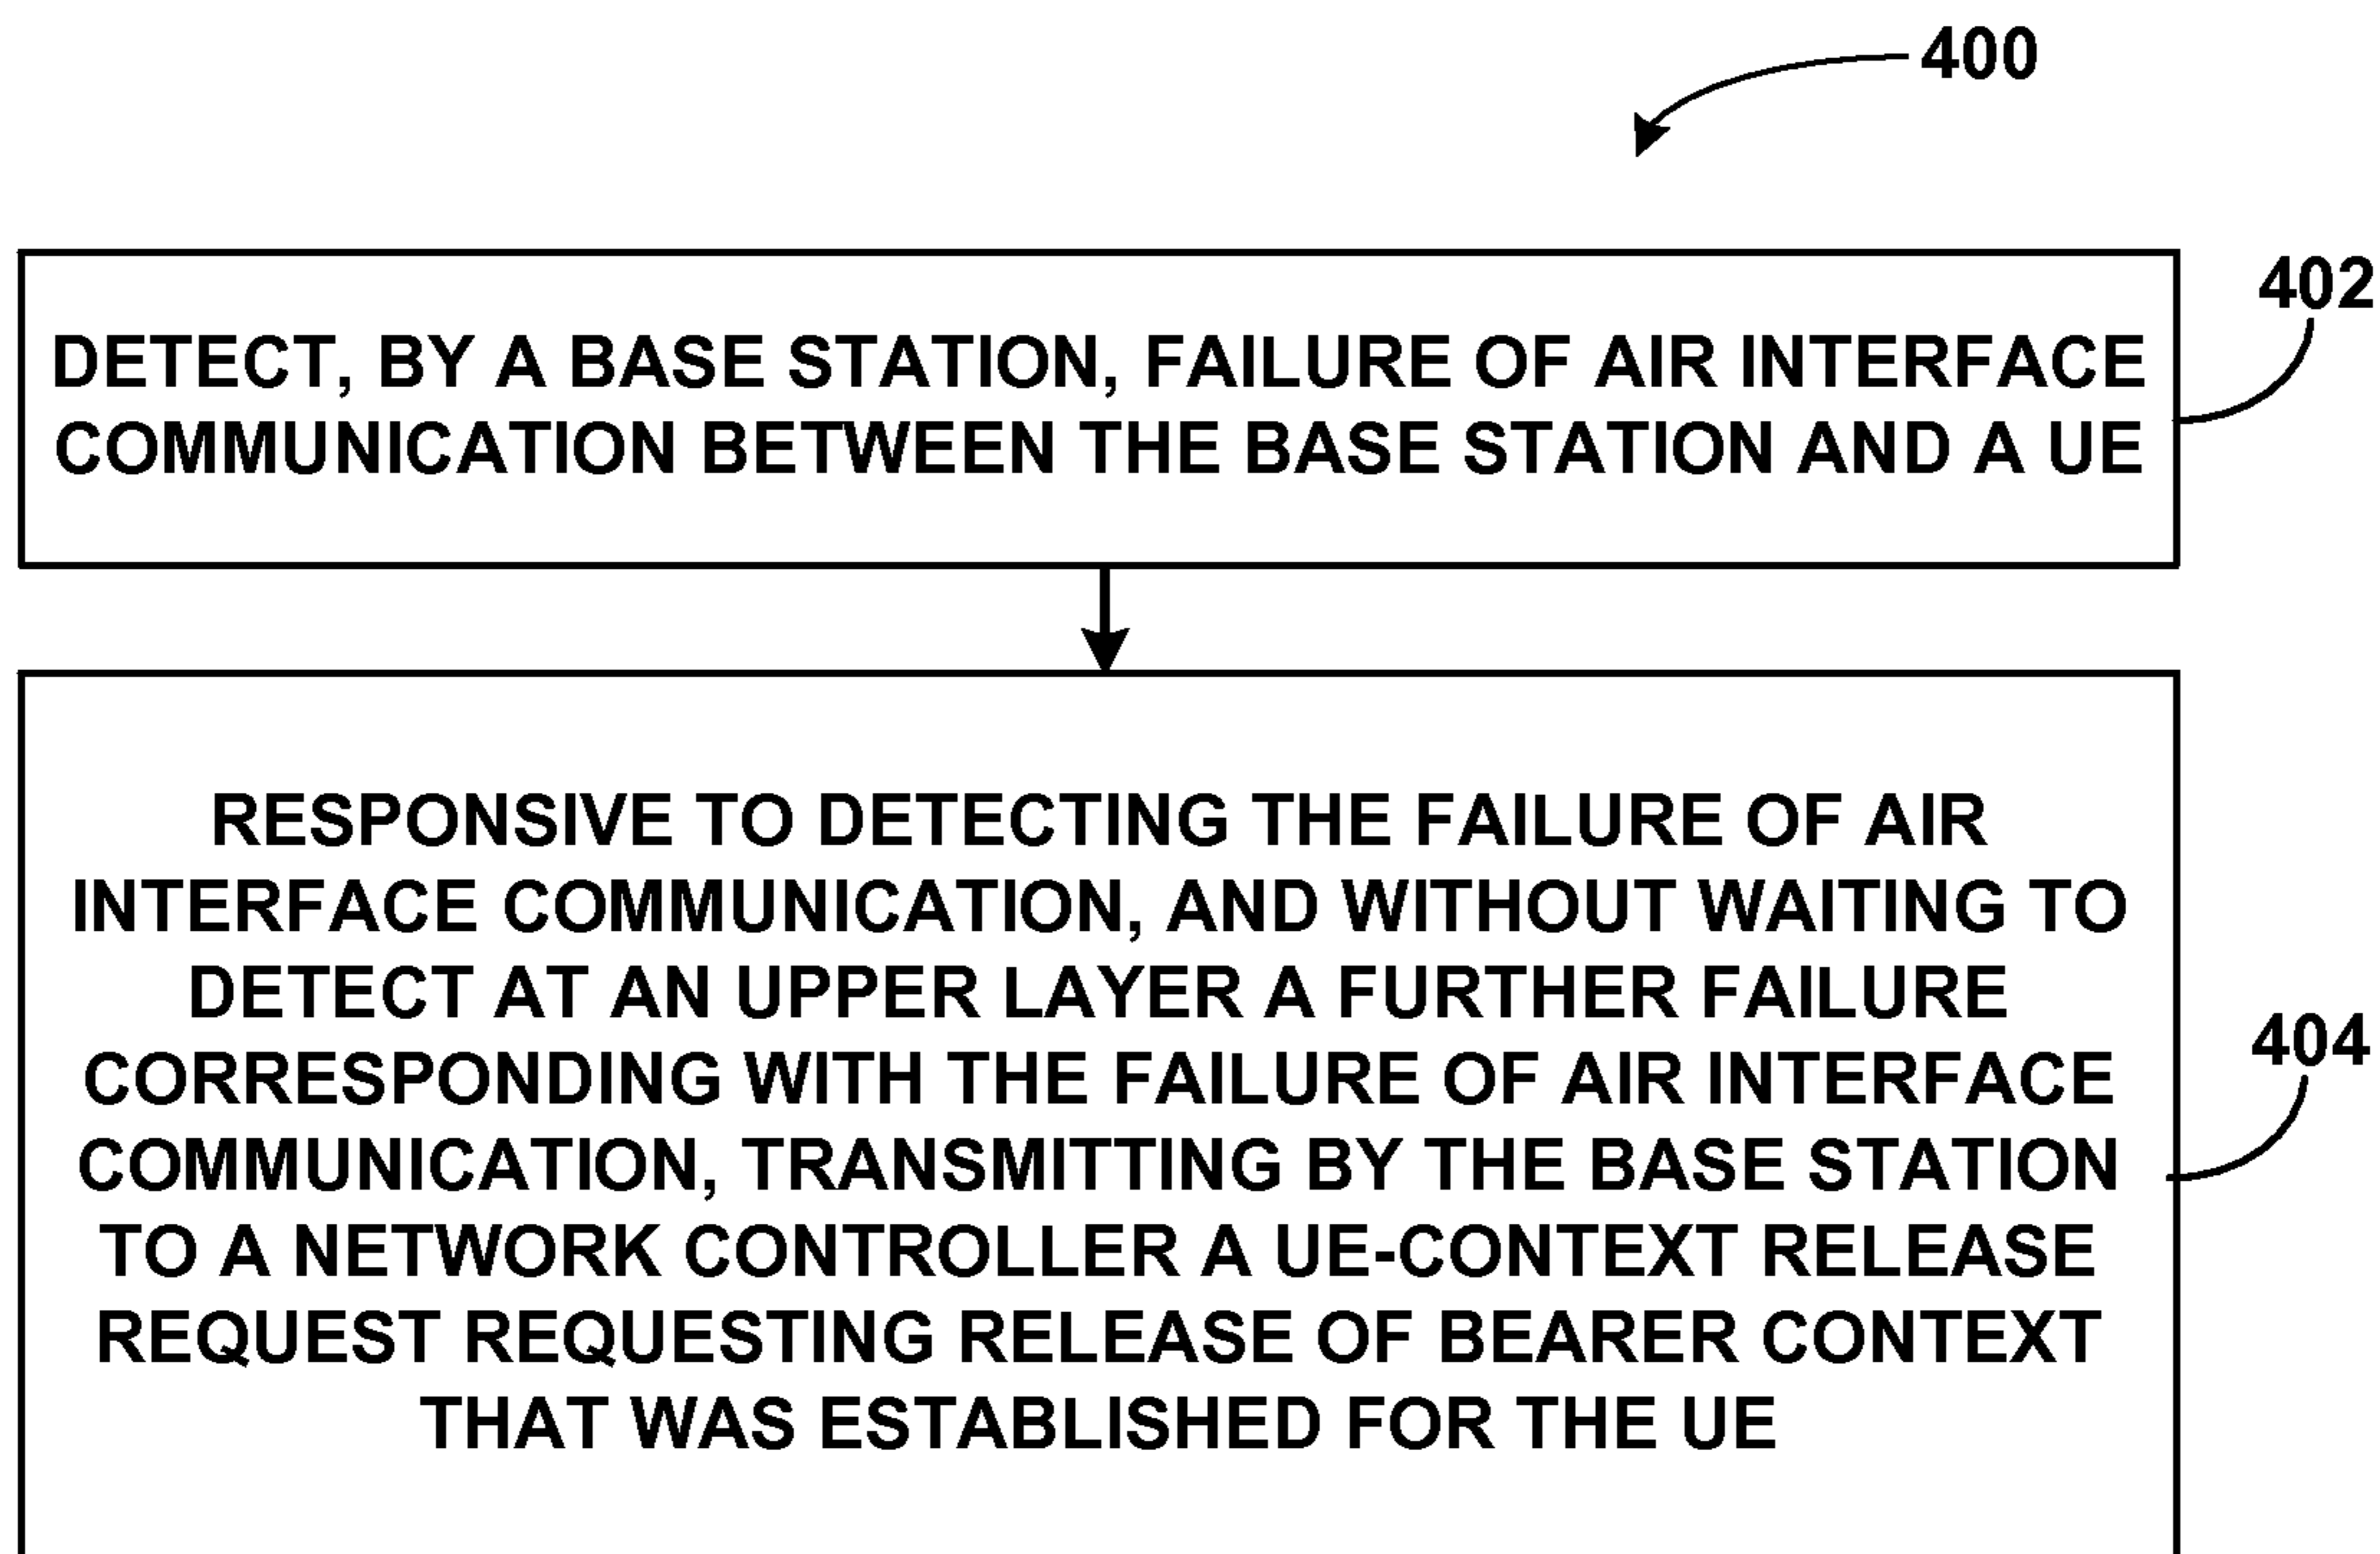 400
402
DETECT, BY A BASE STATION, FAILURE OF AIR INTERFACE
COMMUNICATION BETWEEN THE BASE STATION AND A UE
RESPONSIVE TO DETECTING THE FAILURE OF AIR
INTERFACE COMMUNICATION, AND WITHOUT WAITING TO
DETECT AT AN UPPER LAYER A FURTHER FAILURE
CORRESPONDING WITH THE FAILURE OF AIR INTERFACE
COMMUNICATION, TRANSMITTING BY THE BASE STATION
TO A NETWORK CONTROLLER A UE-CONTEXT RELEASE
REQUEST REQUESTING RELEASE OF BEARER CONTEXT
THAT WAS ESTABLISHED FOR THE UE
404